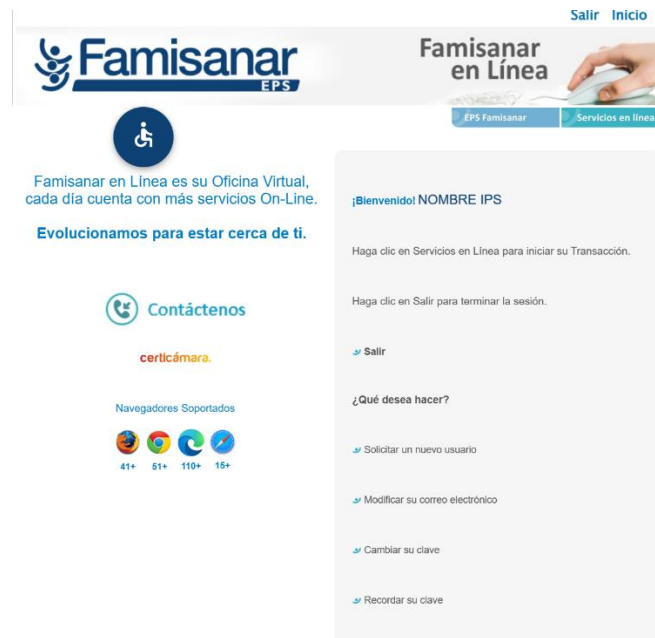 Salir Inicio
Famisanar
EPS
Famisanar
en Línea
EPS Famisanar
Servicios en línea
Famisanar en Línea es su Oficina Virtual,
cada día cuenta con más servicios On-Line.
Evolucionamos para estar cerca de ti.
Contáctenos
certicámara.
Navegadores Soportados
41+ 51+ 110+ 15+
¡Bienvenido! NOMBRE IPS
Haga clic en Servicios en Línea para iniciar su Transacción.
Haga clic en Salir para terminar la sesión.
Salir
¿Qué desea hacer?
Solicitar un nuevo usuario
Modificar su correo electrónico
Cambiar su clave
Recordar su clave